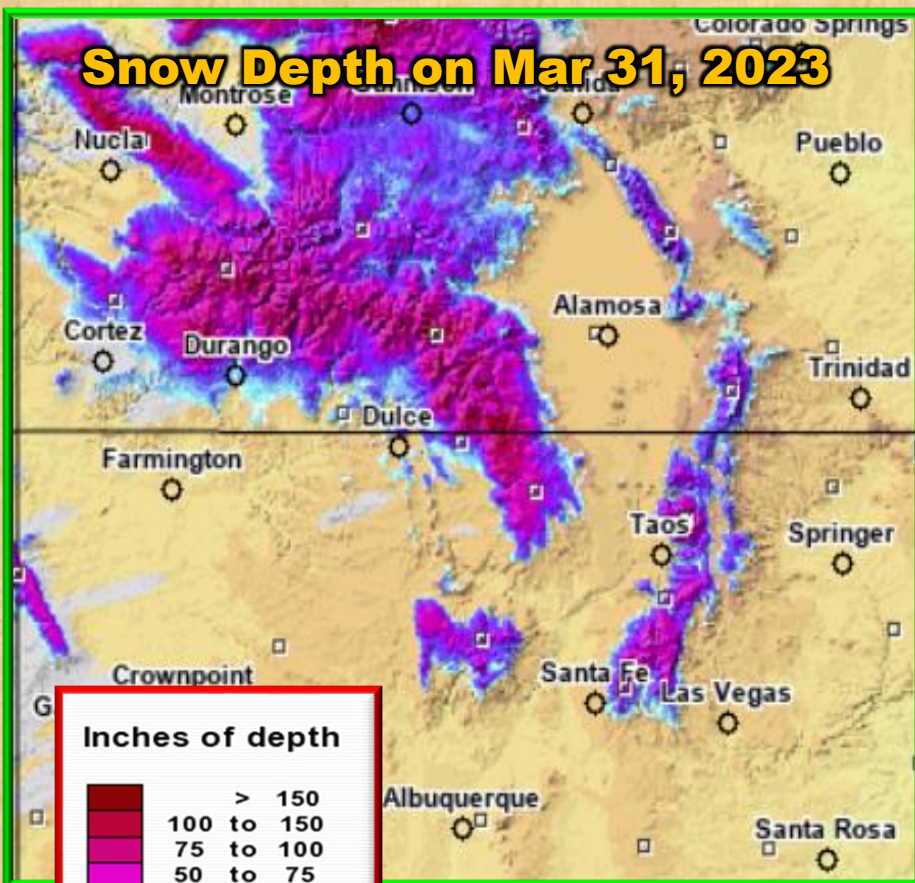 Colorado Springs
Snow Depth on Mar 31, 2023
Montrose
Gunnison
Salida
Nucla
Pueblo
Alamosa
Cortez
Durango
Trinidad
Dulce
Farmington
Taos
Springer
Crownpoint
Santa Fe
Las Vegas
G
Inches of depth
> 150
100 to 150
75 to 100
50 to 75
Albuquerque
Santa Rosa